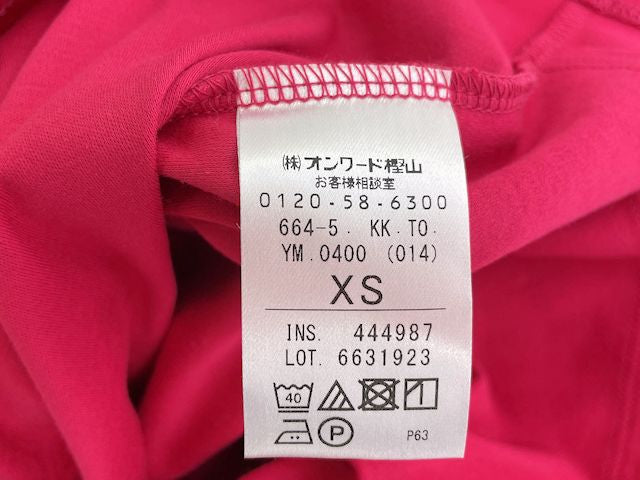 (株)オンワード樫山
お客様相談室
0120-58-6300
664-5. KK.TO.
YM.0400 (014)
XS
INS. 444987
LOT. 6631923
40
P P63